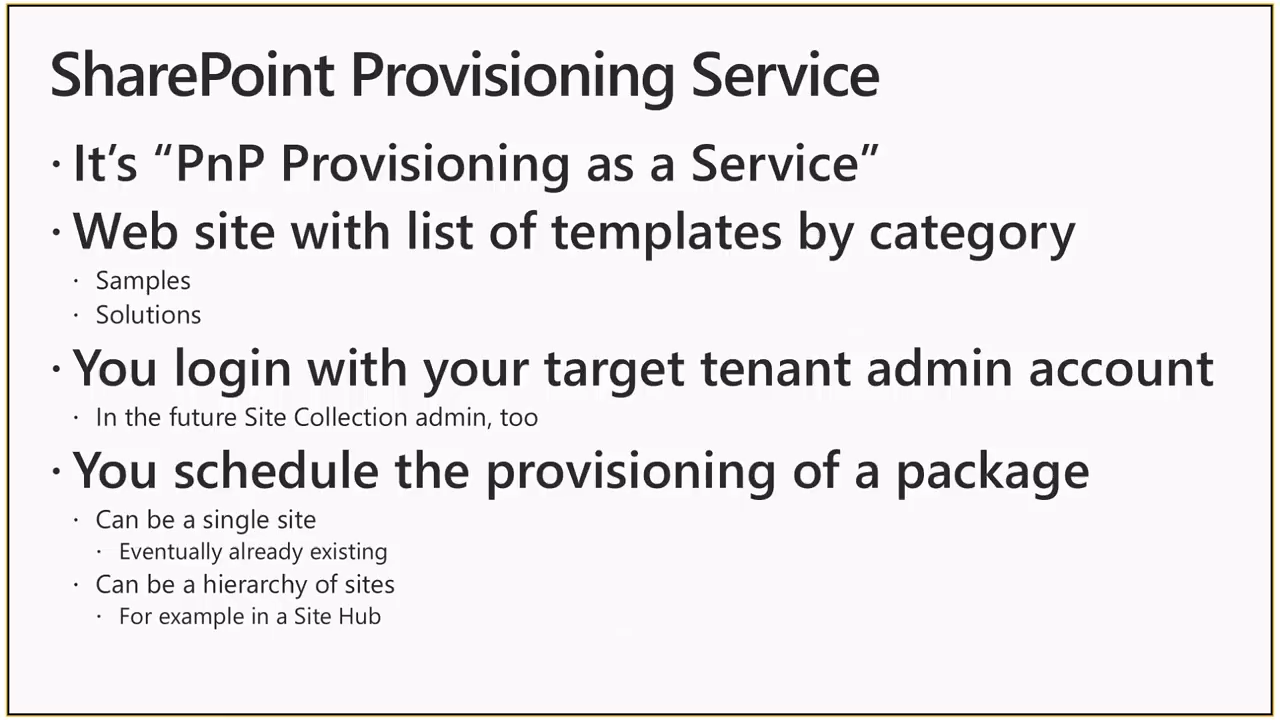 SharePoint Provisioning Service
· It’s “PnP Provisioning as a Service”
· Web site with list of templates by category
· Samples
· Solutions
· You login with your target tenant admin account
· In the future Site Collection admin, too
· You schedule the provisioning of a package
· Can be a single site
· Eventually already existing
· Can be a hierarchy of sites
· For example in a Site Hub